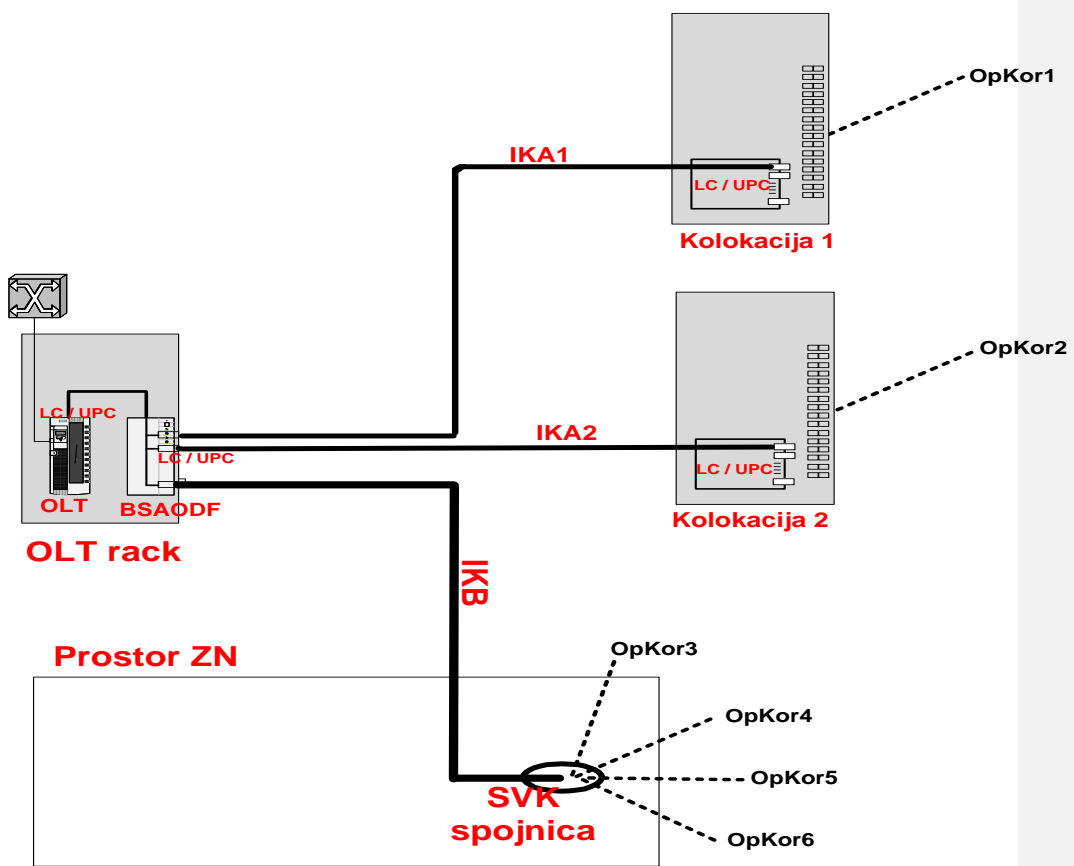 OpKor1
IKA1
LC / UPC
Kolokacija 1
OpKor2
LC / UPC
IKA2
LC / UPC
LC / UPC
OLT
BSAODF
Kolokacija 2
OLT rack
IKB
Prostor ZN
OpKor3
OpKor4
OpKor5
SVK
spojnica
OpKor6